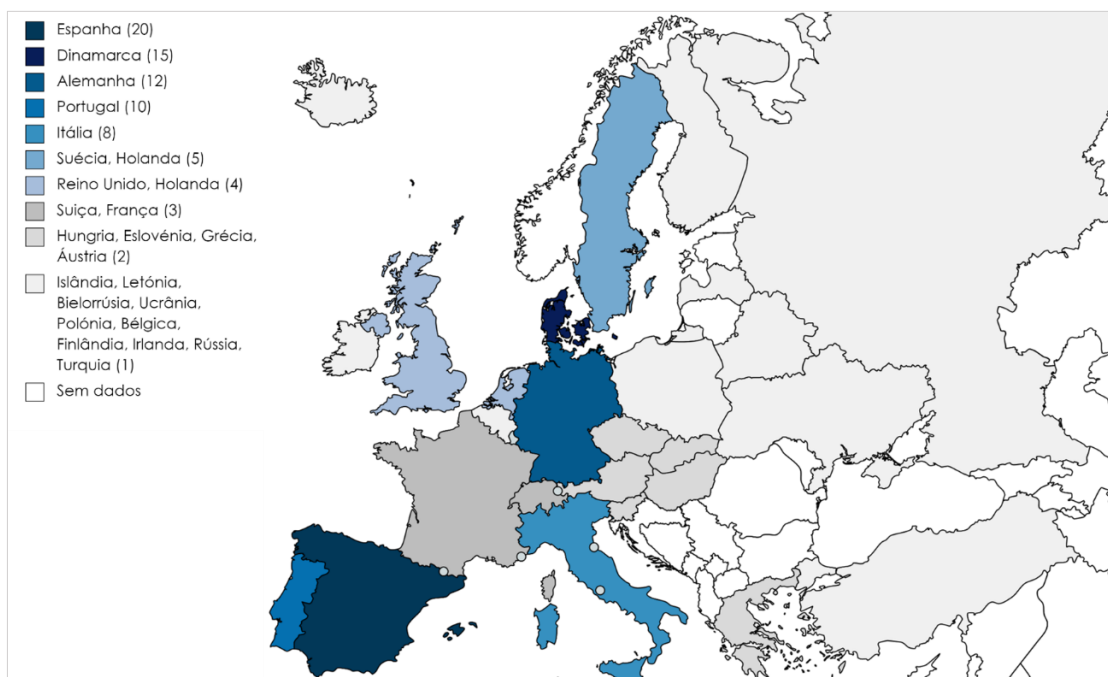 Espanha (20)
Dinamarca (15)
Alemanha (12)
Portugal (10)
Itália (8)
Suécia, Holanda (5)
Reino Unido, Holanda (4)
Suiça, França (3)
Hungria, Eslovénia, Grécia,
Áustria (2)
Islândia, Letónia,
Bielorrúsia, Ucrânia,
Polónia, Bélgica,
Finlândia, Irlanda, Rússia,
Turquia (1)
Sem dados